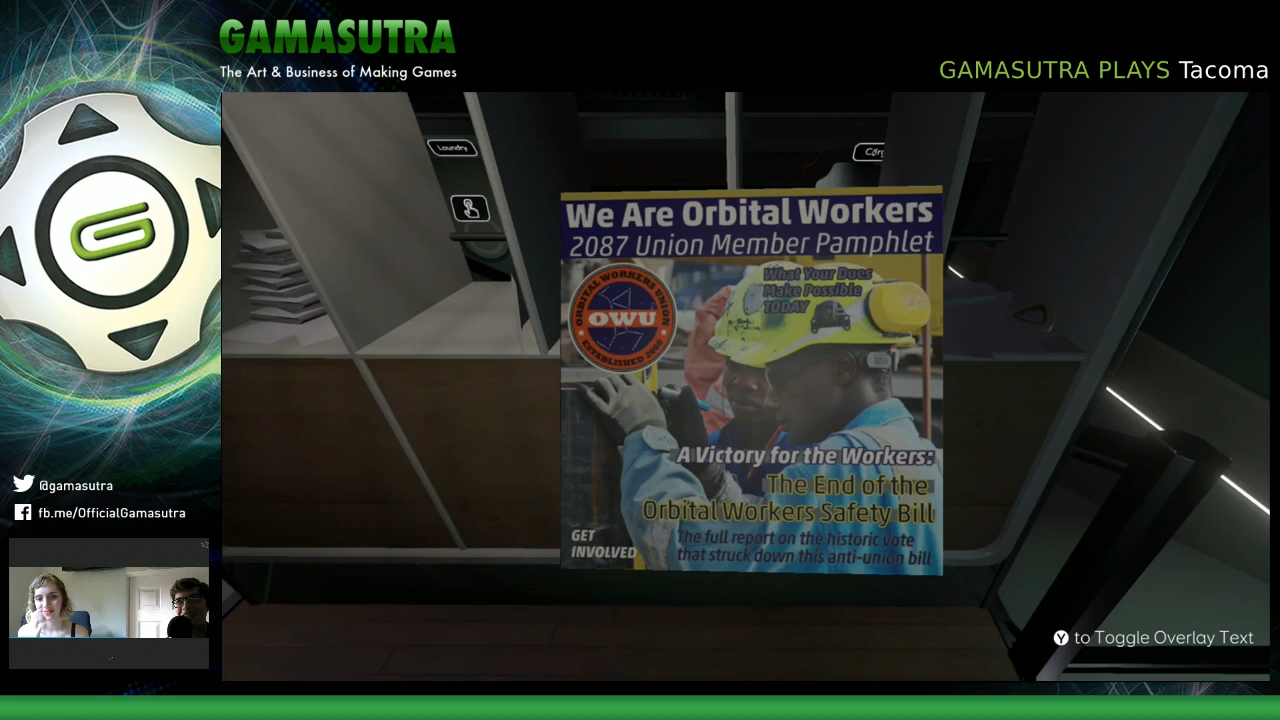 GAMASUTRA
The Art & Business of Making Games
GAMASUTRA PLAYS Tacoma
Laundry
We Are Orbital Workers
2087 Union Member Pamphlet
What Your Dues
Make Possible
TODAY
ORBITAL WORKERS UNION
OWU
ESTABLISHED 2060
A Victory for the Workers:
The End of the
Orbital Workers Safety Bill
The full report on the historic vote
that struck down this anti-union bill
GET
INVOLVED
@gamasutra
fb.me/OfficialGamasutra
Y to Toggle Overlay Text